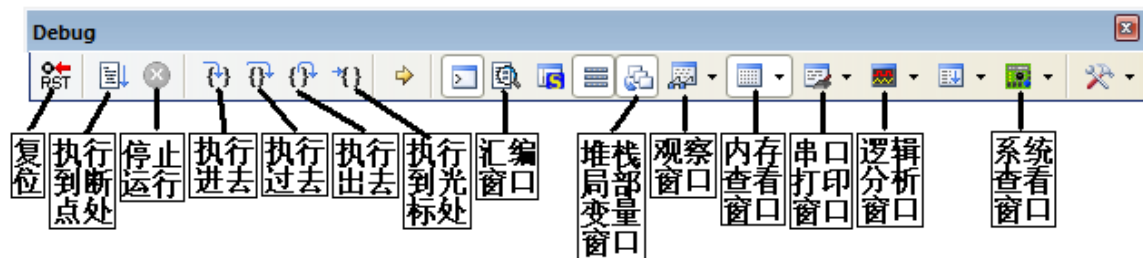 Debug
RST
复
位
执行
到断
点处
停止
运行
执行
进去
执行
过去
执行
出去
执行
到光
标处
汇编
窗口
堆栈
局部
变量
窗口
观察
窗口
内存
查看
窗口
串口
打印
窗口
逻辑
分析
窗口
系统
查看
窗口